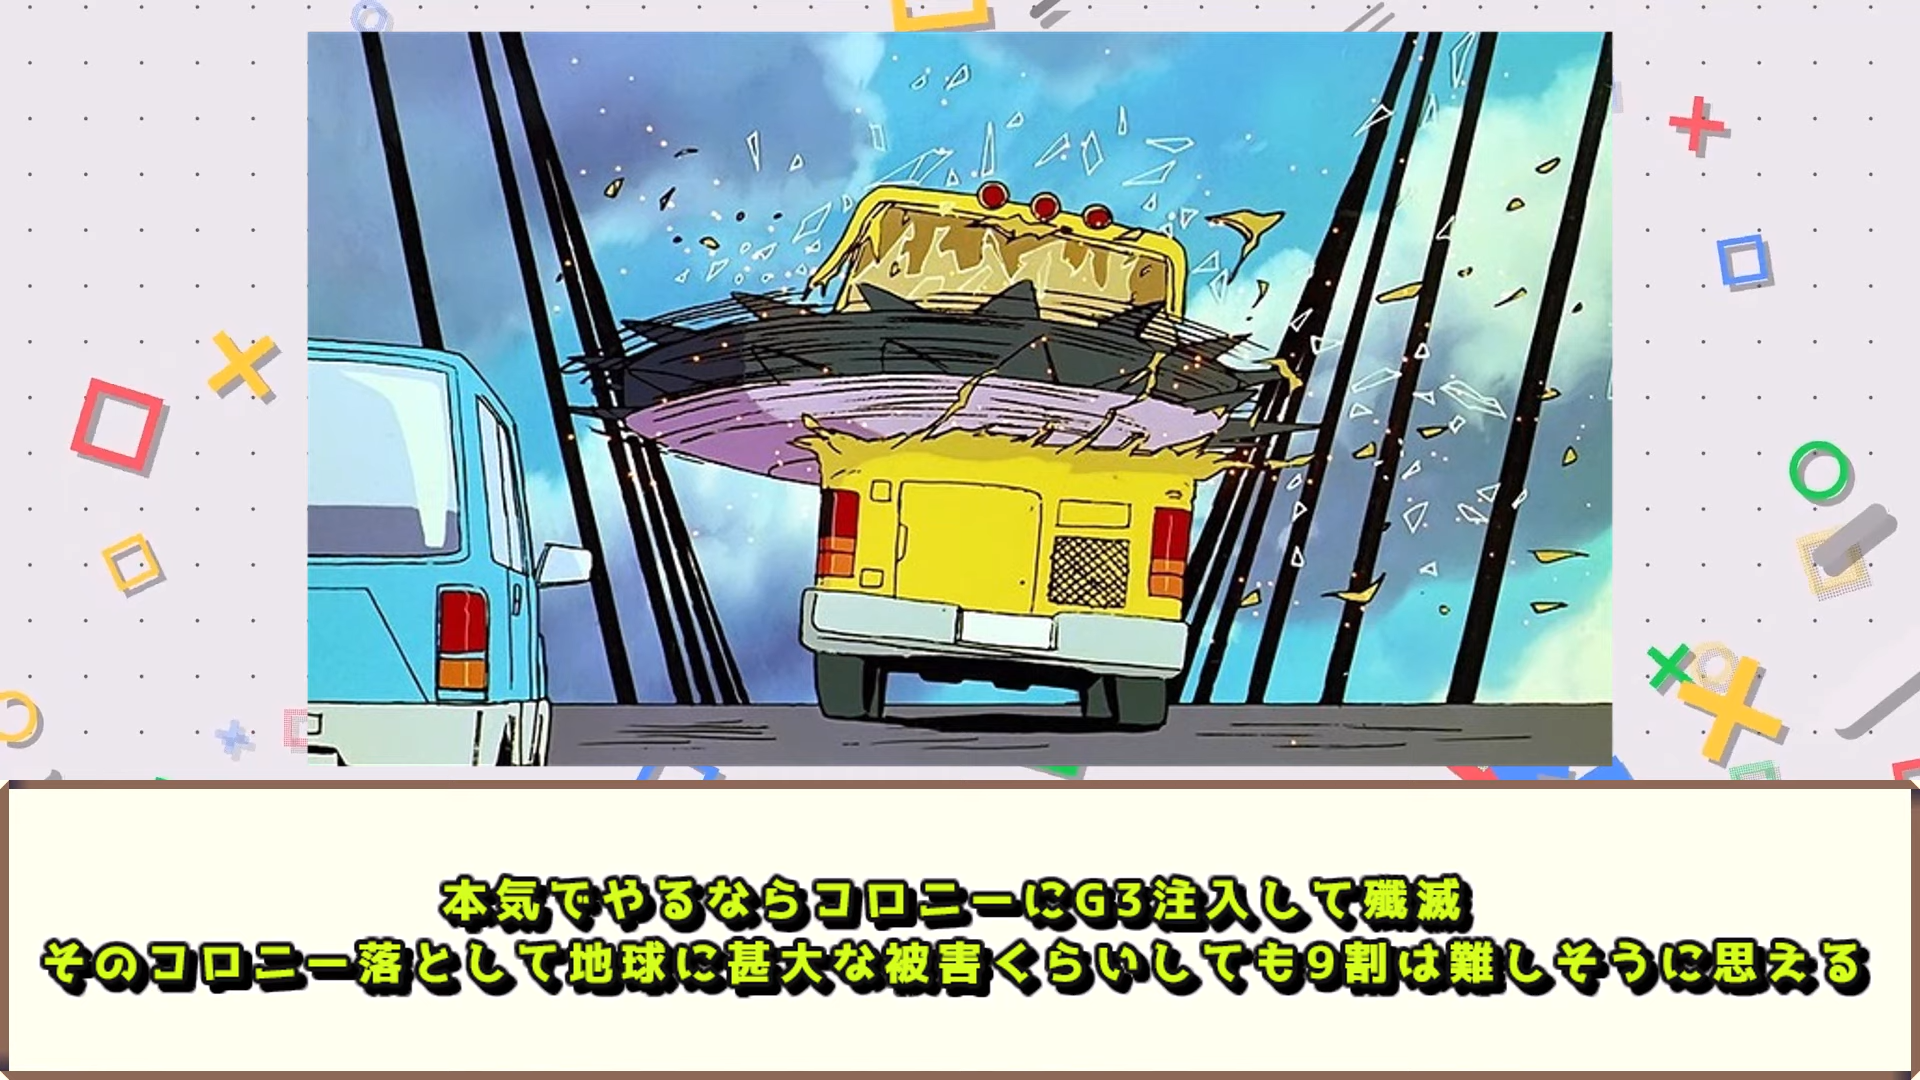 本気でやるならコロニーにG3注入して殲滅
そのコロニー落として地球に甚大な被害くらいしても9割は難しそうに思える